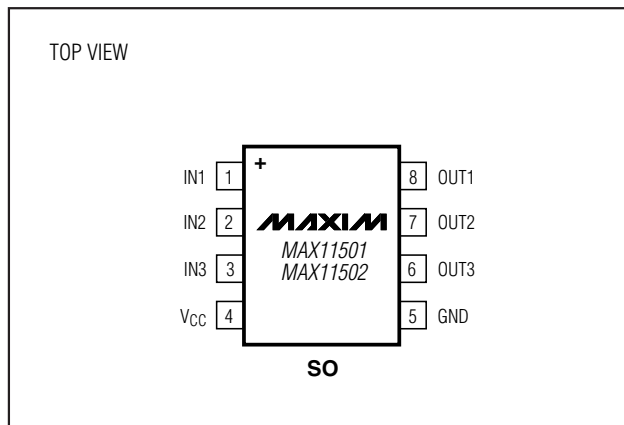 TOP VIEW
+
IN1 1 8 OUT1
IN2 2 MAXIM 7 OUT2
MAX11501
IN3 3 MAX11502 6 OUT3
VCC 4 5 GND
SO